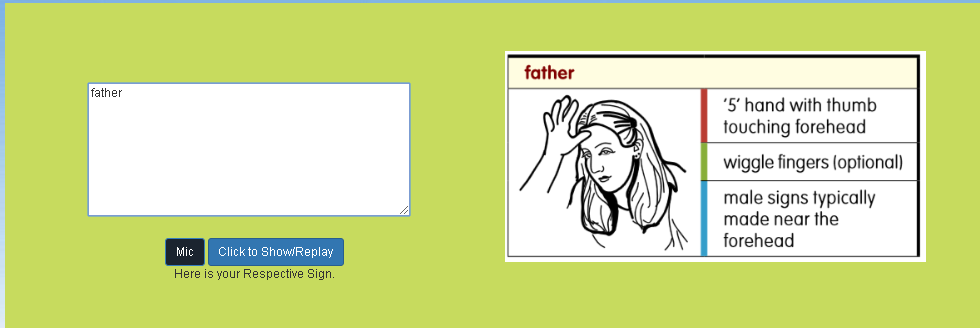 father
Mic
Click to Show/Replay
Here is your Respective Sign.
father
'5' hand with thumb
touching forehead
wiggle fingers (optional)
male signs typically
made near the
forehead